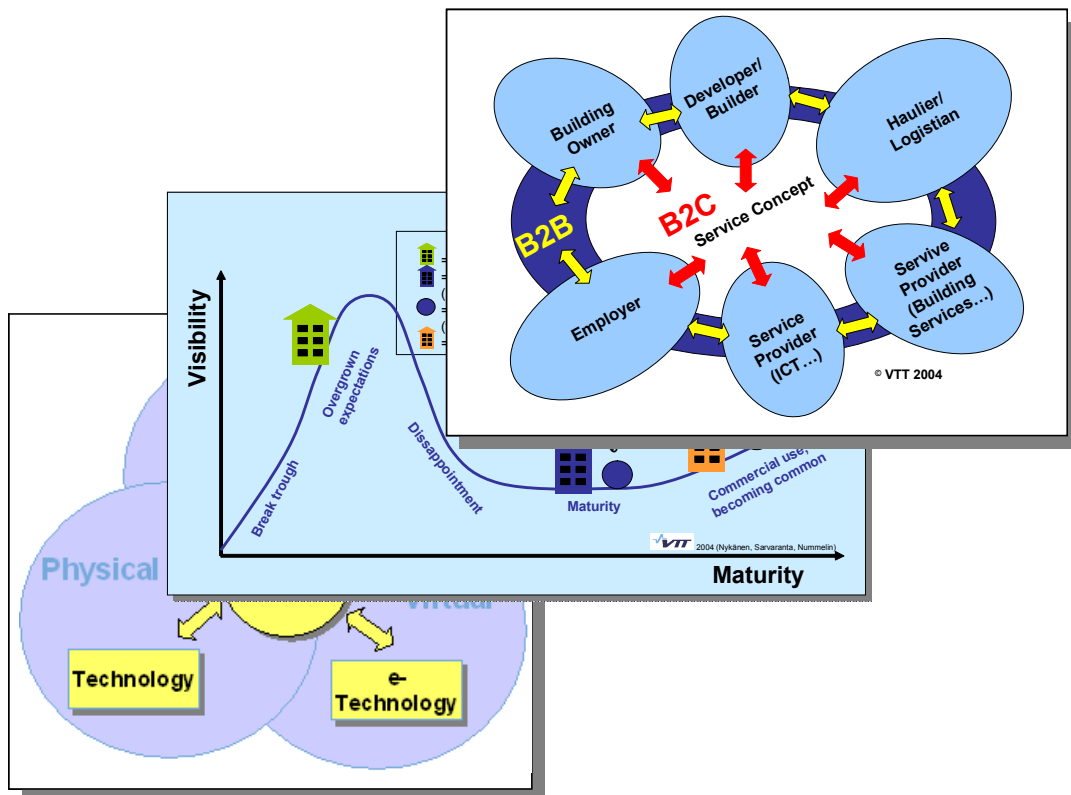 Developer/
Builder
Building
Owner
Haulier/
Logistian
B2C
Service Concept
B2B
Servive
Provider
(Building
Services…)
Employer
Service
Provider
(ICT…)
© VTT 2004
Visibility
Overgrown
expectations
Dissappointment
Break trough
Maturity
Commercial use,
becoming common
VTT 2004 (Nykänen, Sarvaranta, Nummelin)
Maturity
Physical
Virtual
Technology
e-
Technology